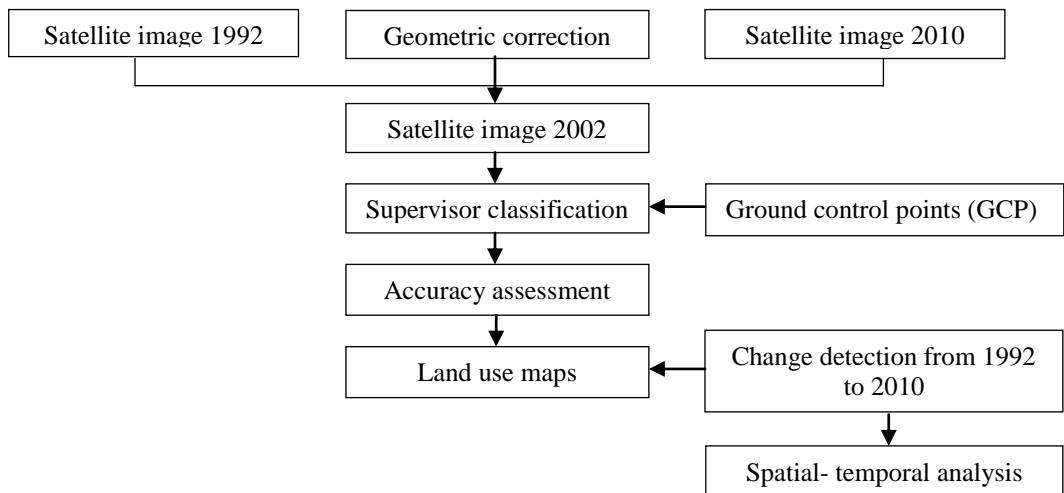 Satellite image 1992
Geometric correction
Satellite image 2010
Satellite image 2002
Supervisor classification
Ground control points (GCP)
Accuracy assessment
Land use maps
Change detection from 1992
to 2010
Spatial- temporal analysis